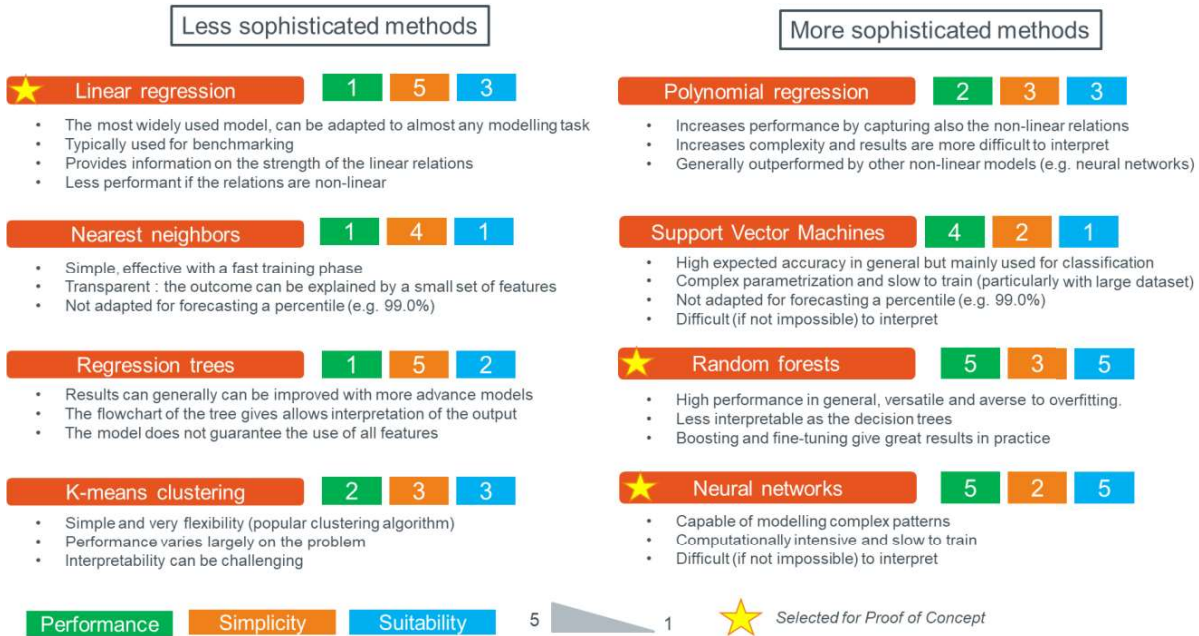 Less sophisticated methods
Linear regression 1 5 3
• The most widely used model, can be adapted to almost any modelling task
• Typically used for benchmarking
• Provides information on the strength of the linear relations
• Less performant if the relations are non-linear
Nearest neighbors 1 4 1
• Simple, effective with a fast training phase
• Transparent : the outcome can be explained by a small set of features
• Not adapted for forecasting a percentile (e.g. 99.0%)
Regression trees 1 5 2
• Results can generally can be improved with more advance models
• The flowchart of the tree gives allows interpretation of the output
• The model does not guarantee the use of all features
K-means clustering 2 3 3
• Simple and very flexibility (popular clustering algorithm)
• Performance varies largely on the problem
• Interpretability can be challenging
More sophisticated methods
Polynomial regression 2 3 3
• Increases performance by capturing also the non-linear relations
• Increases complexity and results are more difficult to interpret
• Generally outperformed by other non-linear models (e.g. neural networks)
Support Vector Machines 4 2 1
• High expected accuracy in general but mainly used for classification
• Complex parametrization and slow to train (particularly with large dataset)
• Not adapted for forecasting a percentile (e.g. 99.0%)
• Difficult (if not impossible) to interpret
Random forests 5 3 5
• High performance in general, versatile and averse to overfitting.
• Less interpretable as the decision trees
• Boosting and fine-tuning give great results in practice
Neural networks 5 2 5
• Capable of modelling complex patterns
• Computationally intensive and slow to train
• Difficult (if not impossible) to interpret
Performance Simplicity Suitability 5 1 Selected for Proof of Concept